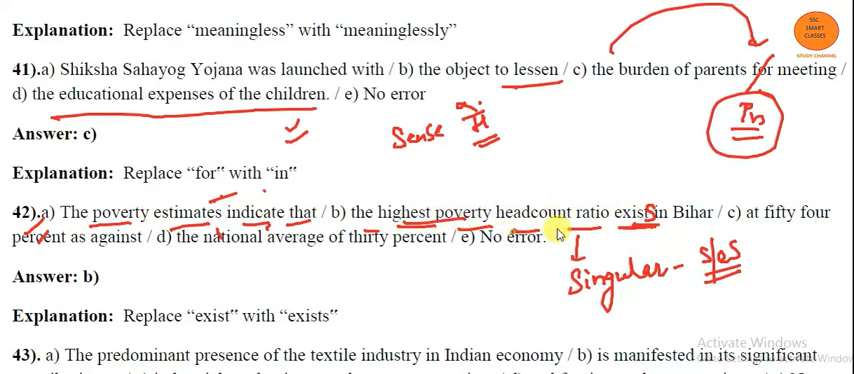 Explanation: Replace “meaningless” with “meaninglessly”
SSC
SMART
CLASSES
STUDY CHANNEL
41).a) Shiksha Sahayog Yojana was launched with / b) the object to lessen / c) the burden of parents for meeting /
d) the educational expenses of the children. / e) No error
in
Answer: c)
Sense
Explanation: Replace “for” with “in”
42).a) The poverty estimates indicate that / b) the highest poverty headcount ratio exist in Bihar / c) at fifty four
S
percent as against / d) the national average of thirty percent / e) No error.
Answer: b)
Singular - s/es
Explanation: Replace “exist” with “exists”
Activate Windows
43). a) The predominant presence of the textile industry in Indian economy / b) is manifested in its significant